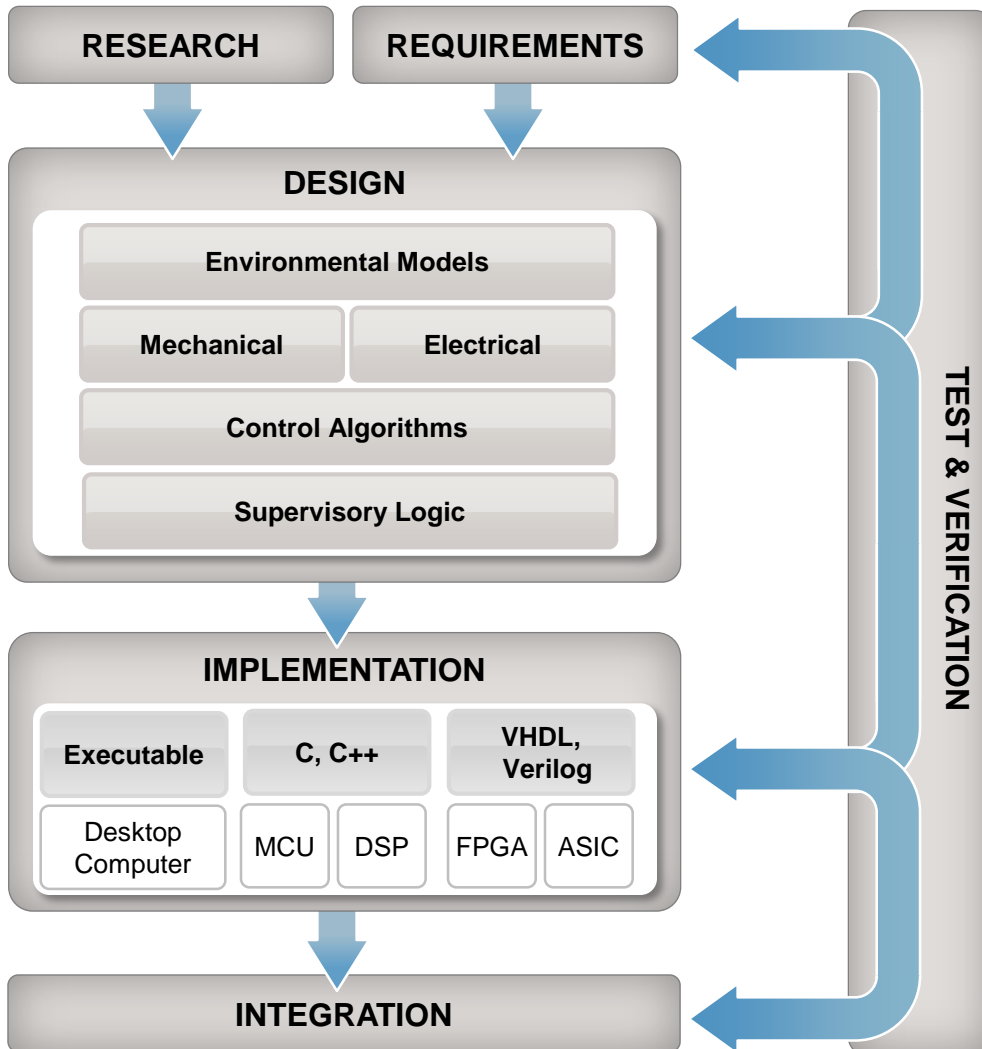 RESEARCH
REQUIREMENTS
DESIGN
Environmental Models
Mechanical
Electrical
Control Algorithms
Supervisory Logic
IMPLEMENTATION
Executable
C, C++
VHDL,
Verilog
Desktop
Computer
MCU
DSP
FPGA
ASIC
INTEGRATION
TEST & VERIFICATION